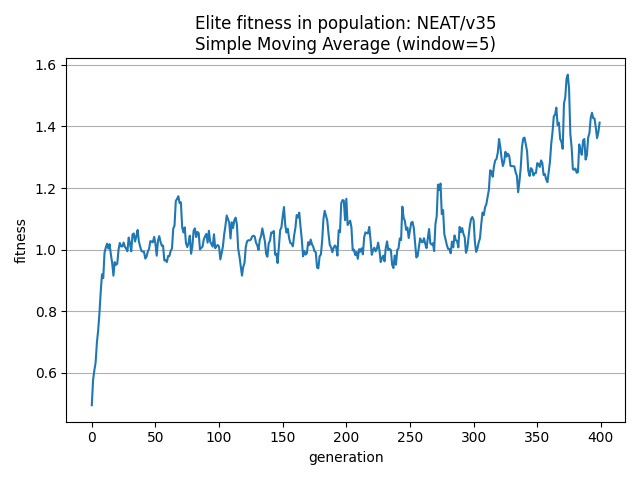 Elite fitness in population: NEAT/v35
Simple Moving Average (window=5)
fitness
1.6
1.4
1.2
1.0
0.8
0.6
0 50 100 150 200 250 300 350 400
generation